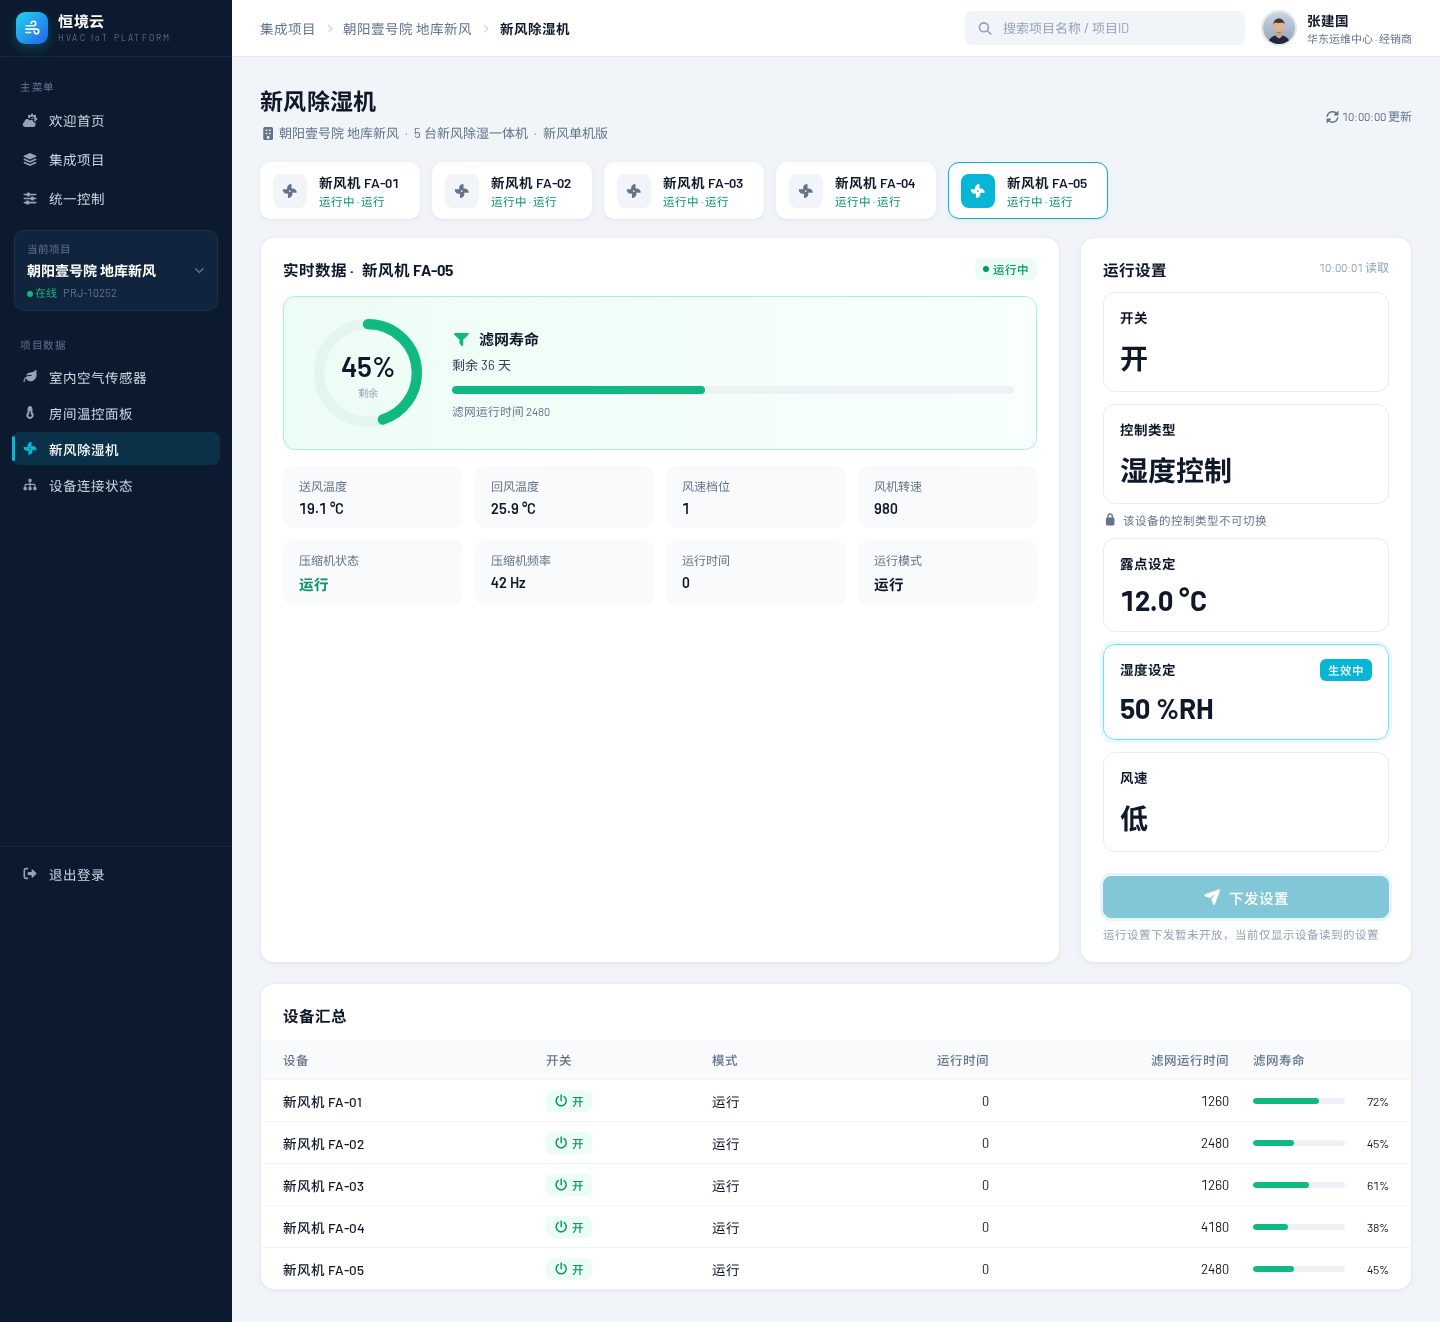 恒境云
HVAC IoT PLATFORM
主菜单
欢迎首页
集成项目
统一控制
当前项目
朝阳壹号院 地库新风
在线 PRJ-10252
项目数据
室内空气传感器
房间温控面板
新风除湿机
设备连接状态
退出登录
集成项目 朝阳壹号院 地库新风 新风除湿机
搜索项目名称 / 项目ID
张建国
华东运维中心 · 经销商
新风除湿机
朝阳壹号院 地库新风 · 5 台新风除湿一体机 · 新风单机版
10:00:00 更新
新风机 FA-01
运行中 · 运行
新风机 FA-02
运行中 · 运行
新风机 FA-03
运行中 · 运行
新风机 FA-04
运行中 · 运行
新风机 FA-05
运行中 · 运行
实时数据 · 新风机 FA-05
运行中
45%
剩余
滤网寿命
剩余 36 天
滤网运行时间 2480
送风温度
19.1 °C
回风温度
25.9 °C
风速档位
1
风机转速
980
压缩机状态
运行
压缩机频率
42 Hz
运行时间
0
运行模式
运行
运行设置
10:00:01 读取
开关
开
控制类型
湿度控制
该设备的控制类型不可切换
露点设定
12.0 °C
湿度设定
生效中
50 %RH
风速
低
下发设置
运行设置下发暂未开放，当前仅显示设备读到的设置
设备汇总
设备 开关 模式 运行时间 滤网运行时间 滤网寿命
新风机 FA-01 开 运行 0 1260 72%
新风机 FA-02 开 运行 0 2480 45%
新风机 FA-03 开 运行 0 1260 61%
新风机 FA-04 开 运行 0 4180 38%
新风机 FA-05 开 运行 0 2480 45%